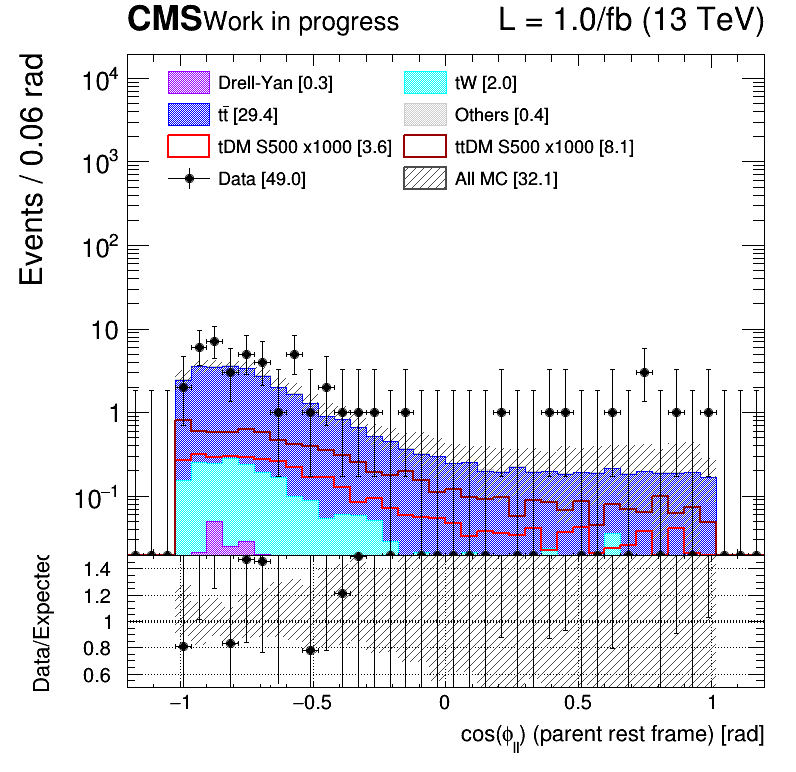 CMS Work in progress L = 1.0/fb (13 TeV)
Events / 0.06 rad
10⁴
10³
10²
10
1
10⁻¹
Drell-Yan [0.3] tW [2.0]
tt̄ [29.4] Others [0.4]
tDM S500 x1000 [3.6] ttDM S500 x1000 [8.1]
Data [49.0] All MC [32.1]
Data/Expected
1.4
1.2
1
0.8
0.6
−1 −0.5 0 0.5 1
cos(ϕ_ll) (parent rest frame) [rad]